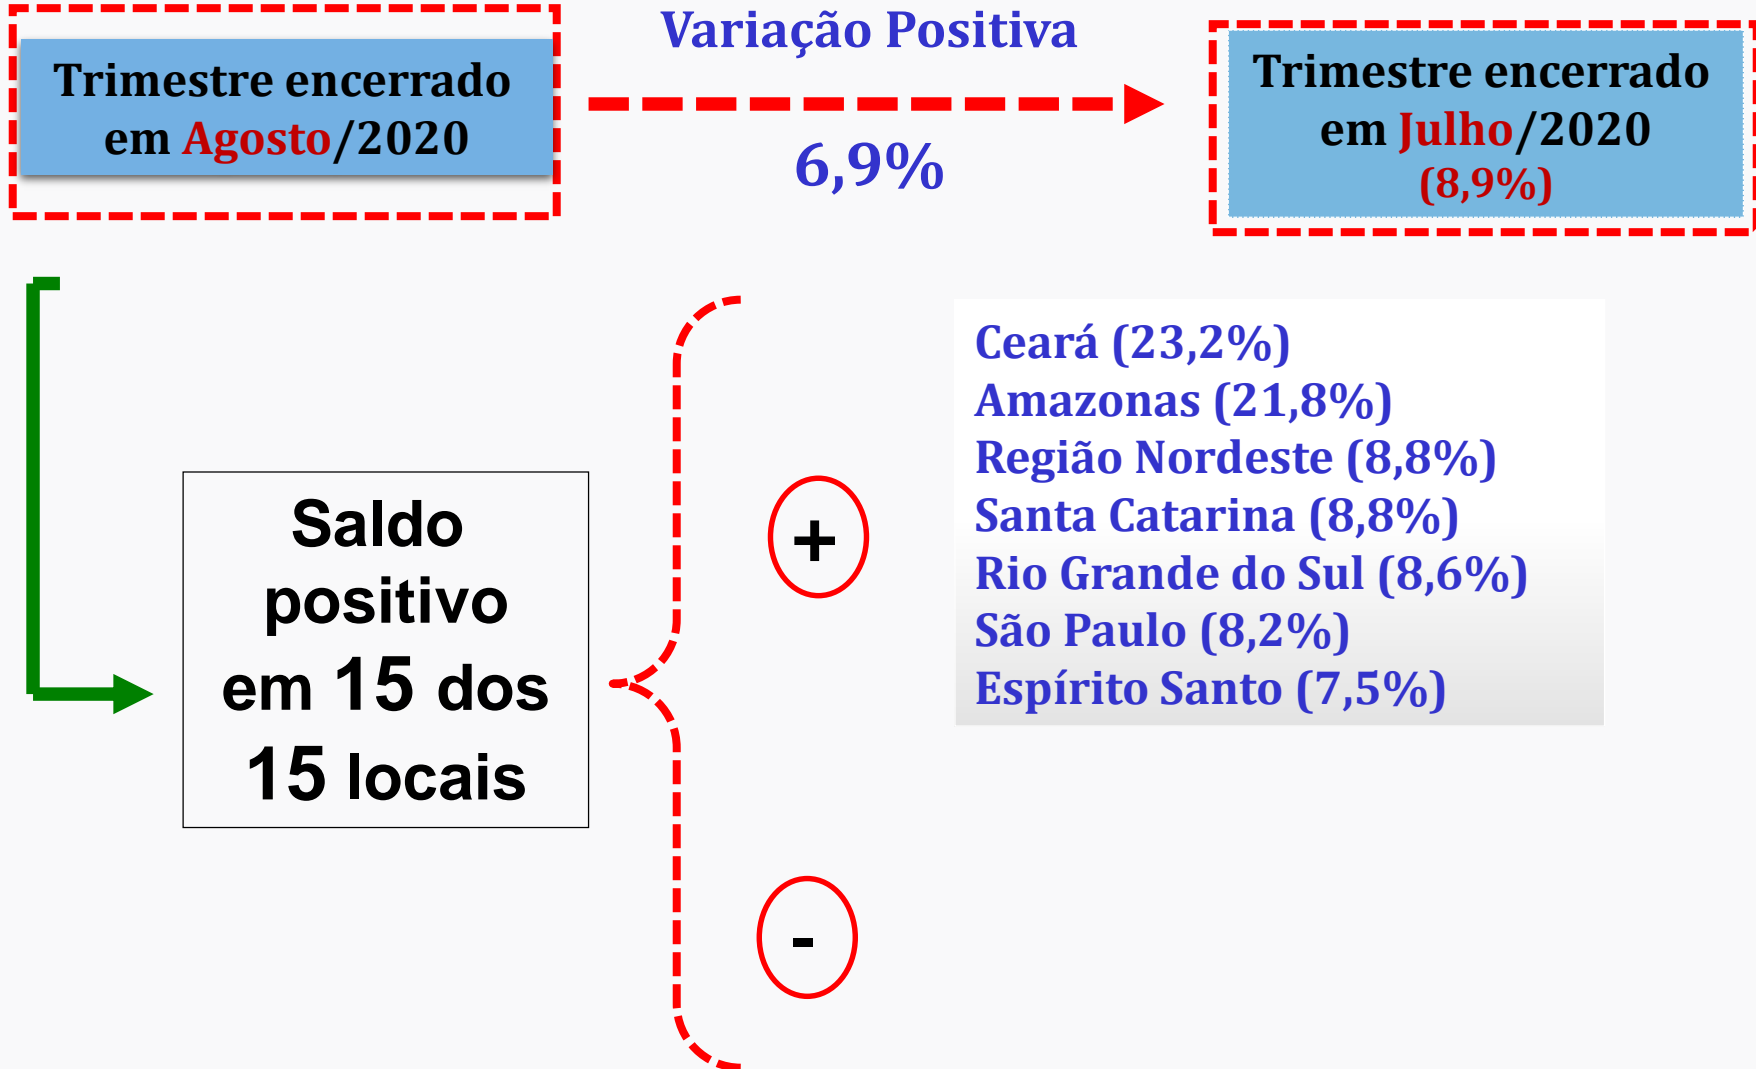 Trimestre encerrado
em Agosto/2020
Variação Positiva
6,9%
Trimestre encerrado
em Julho/2020
(8,9%)
Saldo
positivo
em 15 dos
15 locais
+
Ceará (23,2%)
Amazonas (21,8%)
Região Nordeste (8,8%)
Santa Catarina (8,8%)
Rio Grande do Sul (8,6%)
São Paulo (8,2%)
Espírito Santo (7,5%)
-